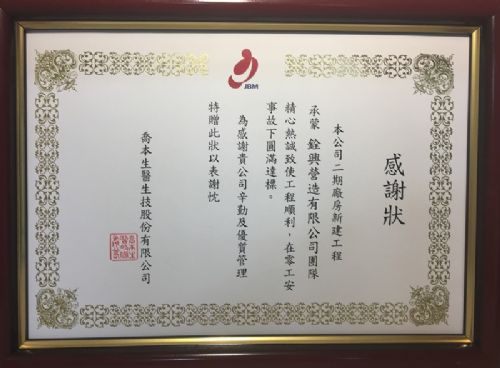 JBM
感謝狀
本公司二期廠房新建工程
承蒙 銓興營造有限公司團隊
精心熱誠致使工程順利，在零工安
事故下圓滿達標。
為感謝貴公司辛勤及優質管理
特贈此狀以表謝忱
喬本生醫生技股份有限公司